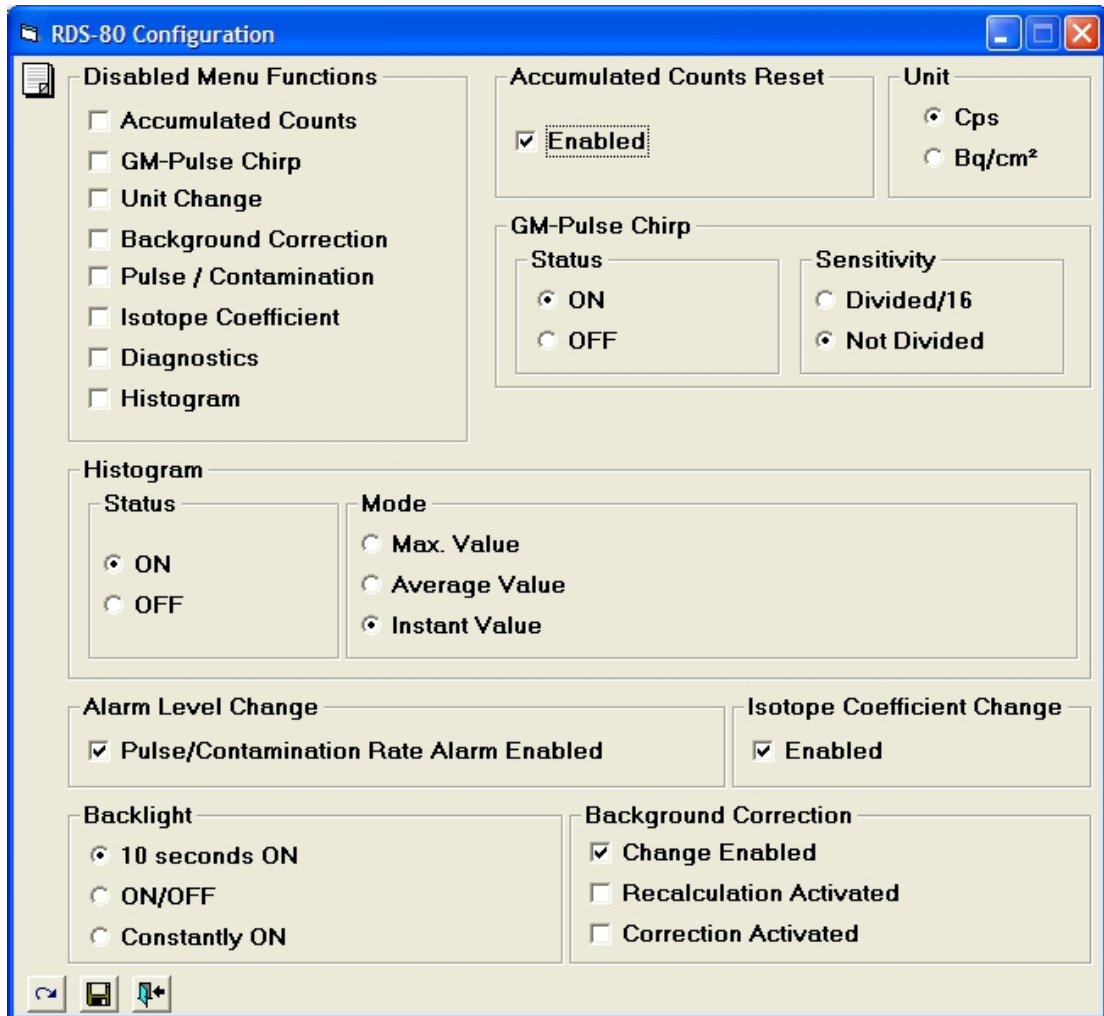 RDS-80 Configuration
Disabled Menu Functions
Accumulated Counts
GM-Pulse Chirp
Unit Change
Background Correction
Pulse / Contamination
Isotope Coefficient
Diagnostics
Histogram
Accumulated Counts Reset
Enabled
Unit
Cps
Bq/cm²
GM-Pulse Chirp
Status
ON
OFF
Sensitivity
Divided/16
Not Divided
Histogram
Status
ON
OFF
Mode
Max. Value
Average Value
Instant Value
Alarm Level Change
Pulse/Contamination Rate Alarm Enabled
Isotope Coefficient Change
Enabled
Backlight
10 seconds ON
ON/OFF
Constantly ON
Background Correction
Change Enabled
Recalculation Activated
Correction Activated